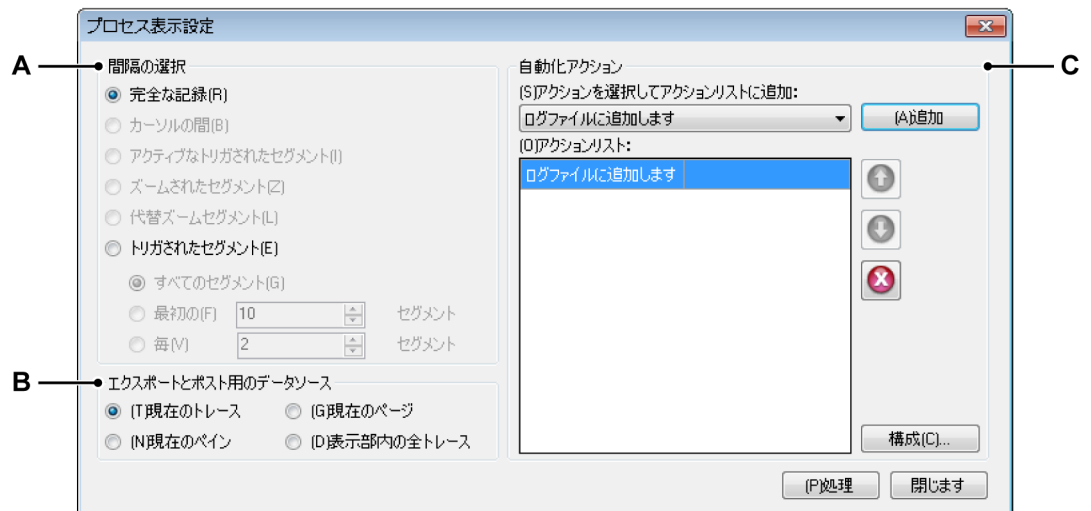 プロセス表示設定
A
間隔の選択
完全な記録(R)
カーソルの間(B)
アクティブなトリガされたセグメント(I)
ズームされたセグメント(Z)
代替ズームセグメント(L)
トリガされたセグメント(E)
すべてのセグメント(G)
最初の(F) 10 セグメント
毎(V) 2 セグメント
B
エクスポートとポスト用のデータソース
(T)現在のトレース (G)現在のページ
(N)現在のペイン (D)表示部内の全トレース
C
自動化アクション
(S)アクションを選択してアクションリストに追加:
ログファイルに追加します (A)追加
(O)アクションリスト:
ログファイルに追加します
構成(C)...
(P)処理 閉じます